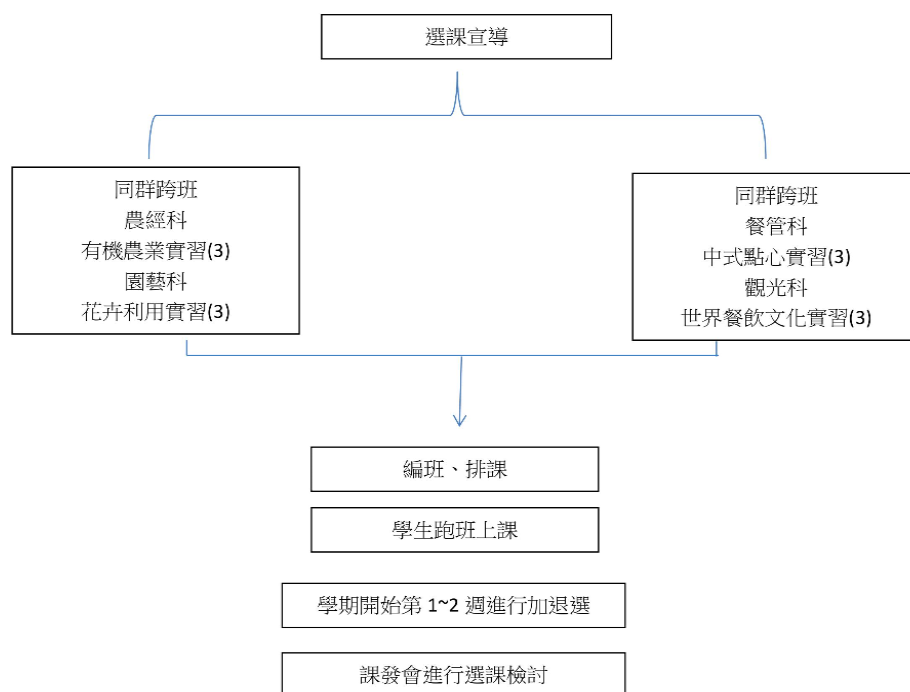 選課宣導
同群跨班
農經科
有機農業實習(3)
園藝科
花卉利用實習(3)
同群跨班
餐管科
中式點心實習(3)
觀光科
世界餐飲文化實習(3)
編班、排課
學生跑班上課
學期開始第 1~2 週進行加退選
課發會進行選課檢討